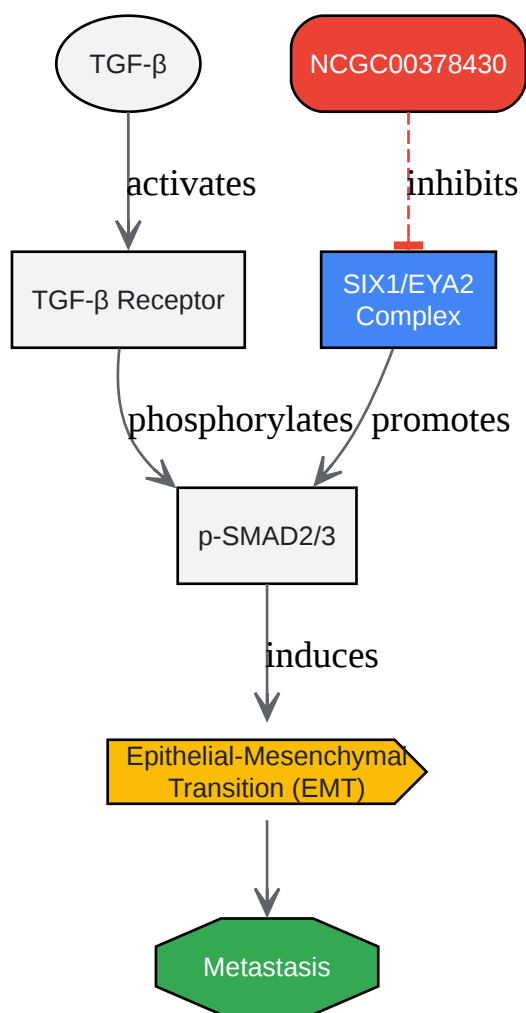 TGF-β
NCGC00378430
activates
inhibits
TGF-β Receptor
SIX1/EYA2
Complex
phosphorylates
promotes
p-SMAD2/3
induces
Epithelial-Mesenchymal
Transition (EMT)
Metastasis